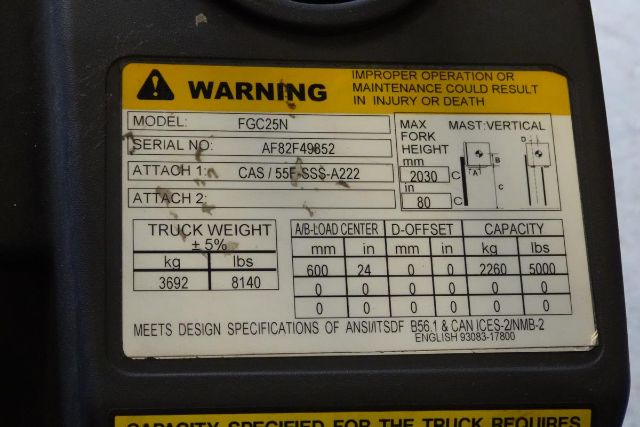 WARNING
IMPROPER OPERATION OR
MAINTENANCE COULD RESULT
IN INJURY OR DEATH
MODEL: FGC25N
SERIAL NO: AF82F49852
ATTACH 1: CAS / 55F-SSS-A222
ATTACH 2:
MAX
FORK
HEIGHT
mm
2030 C
in
80 C
MAST: VERTICAL
D
B
A
C
TRUCK WEIGHT
± 5%
kg lbs
3692 8140
A/B-LOAD CENTER D-OFFSET CAPACITY
mm in mm in kg lbs
600 24 0 0 2260 5000
0 0 0 0 0 0
0 0 0 0 0 0
MEETS DESIGN SPECIFICATIONS OF ANSI/ITSDF B56.1 & CAN ICES-2/NMB-2
ENGLISH 93083-17800
CAPACITY SPECIFIED FOR THE TRUCK REQUIRES